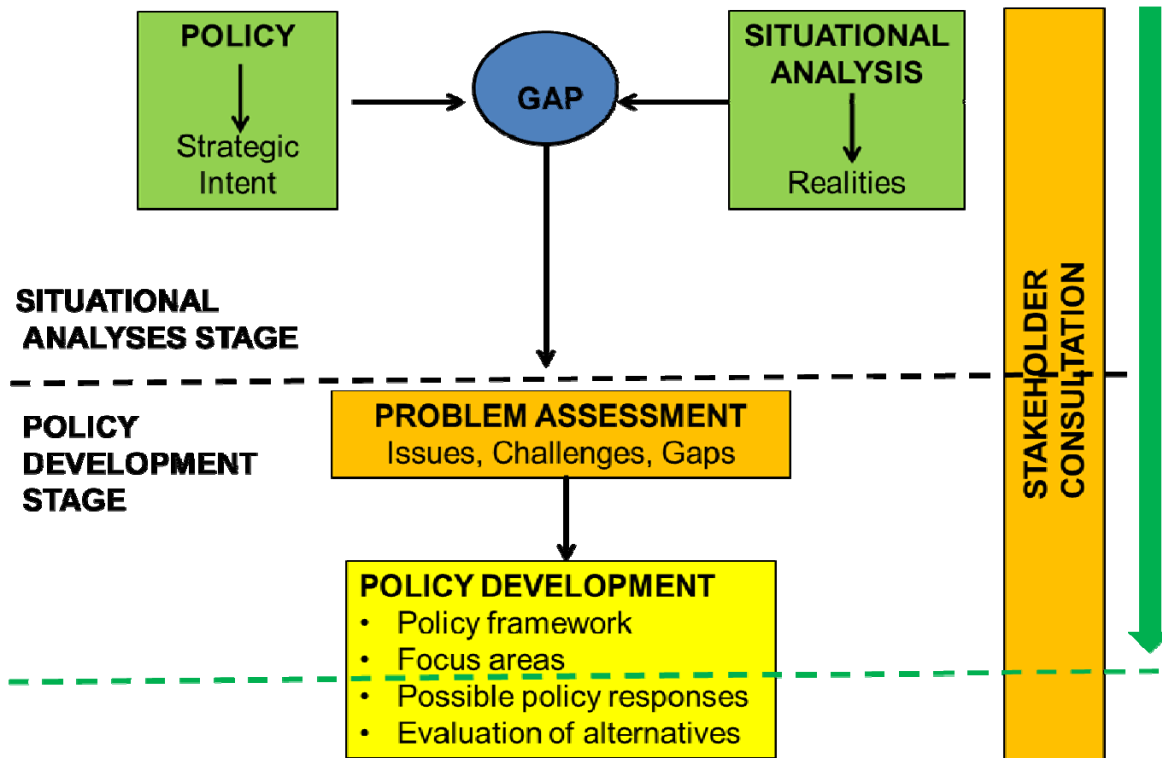 POLICY
Strategic
Intent
GAP
SITUATIONAL
ANALYSIS
Realities
SITUATIONAL
ANALYSES STAGE
POLICY
DEVELOPMENT
STAGE
PROBLEM ASSESSMENT
Issues, Challenges, Gaps
POLICY DEVELOPMENT
• Policy framework
• Focus areas
• Possible policy responses
• Evaluation of alternatives
STAKEHOLDER
CONSULTATION